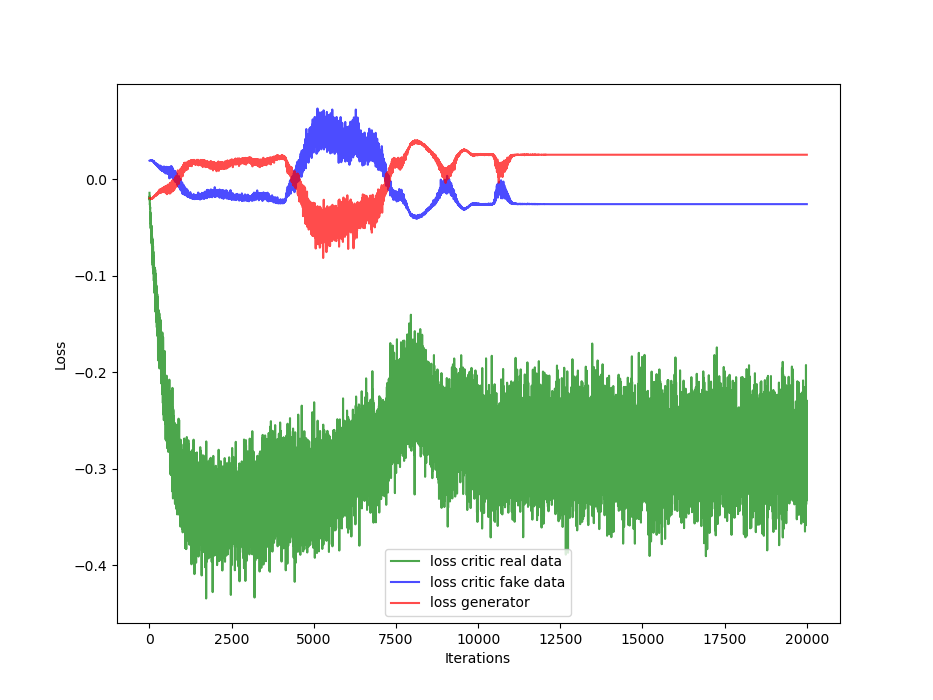 0.0
−0.1
−0.2
−0.3
−0.4
Loss
0
2500
5000
7500
10000
12500
15000
17500
20000
Iterations
loss critic real data
loss critic fake data
loss generator